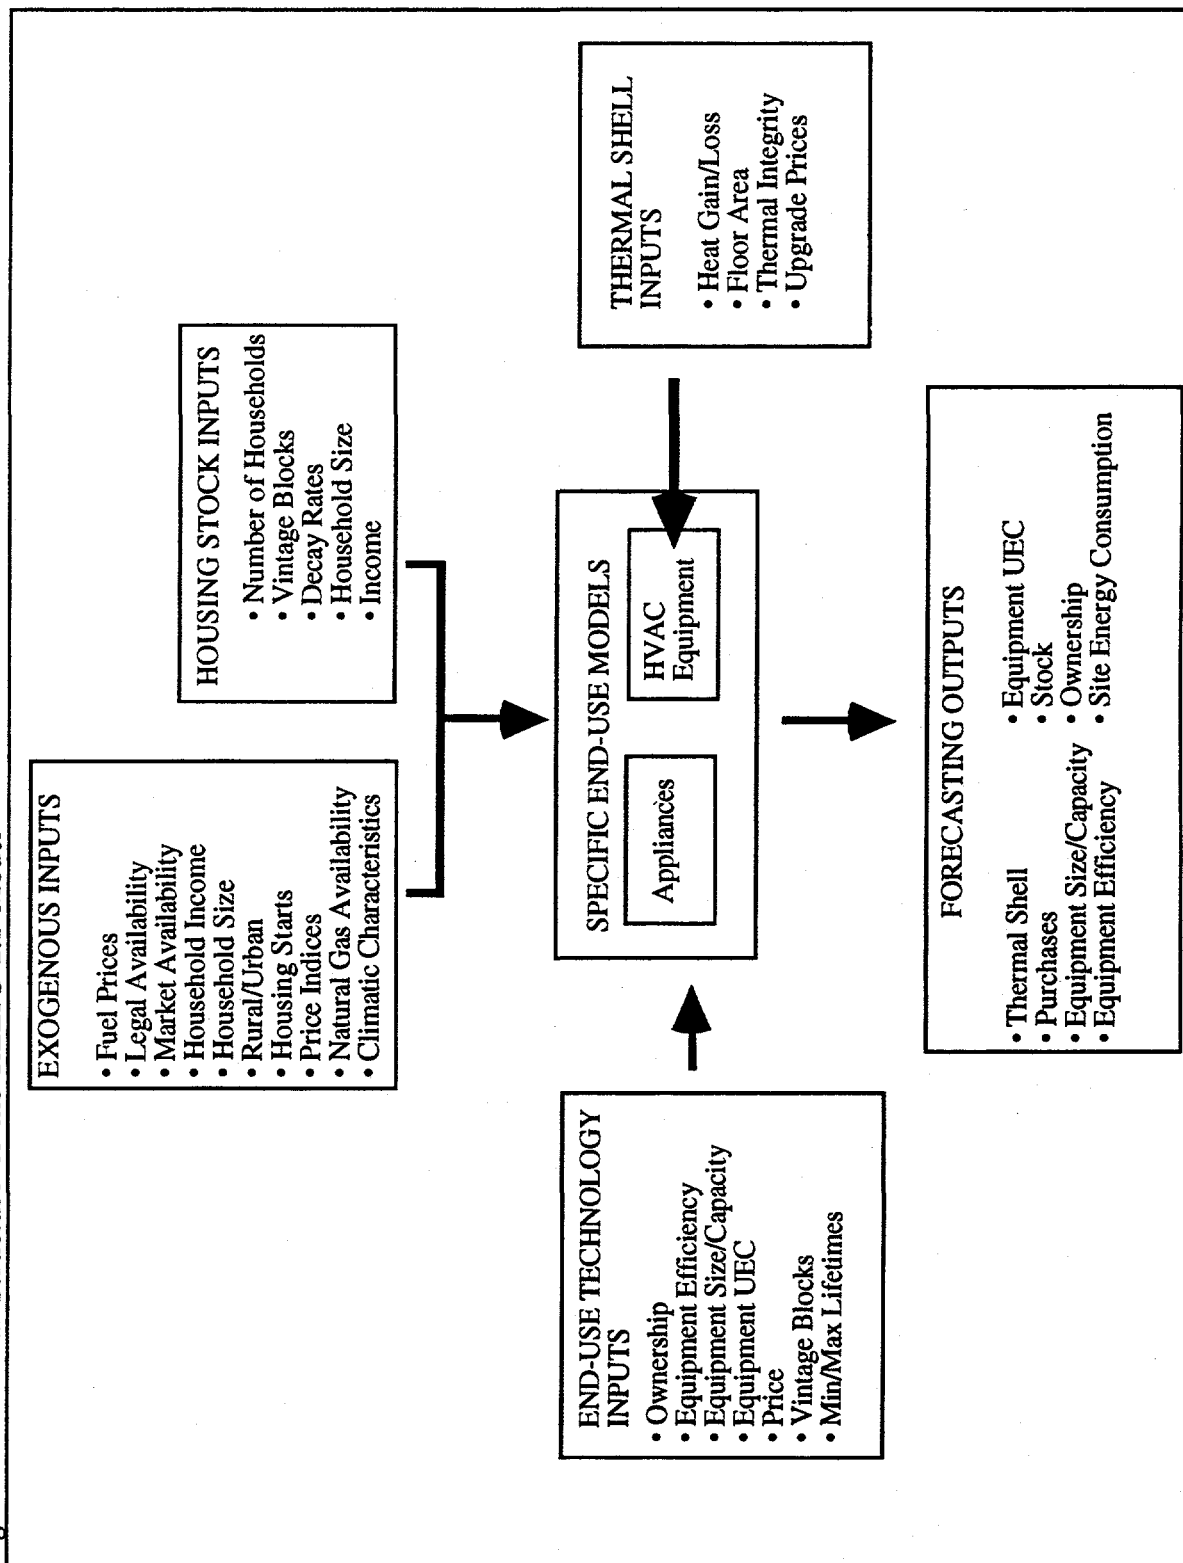 EXOGENOUS INPUTS
• Fuel Prices
• Legal Availability
• Market Availability
• Household Income
• Household Size
• Rural/Urban
• Housing Starts
• Price Indices
• Natural Gas Availability
• Climatic Characteristics
HOUSING STOCK INPUTS
• Number of Households
• Vintage Blocks
• Decay Rates
• Household Size
• Income
END-USE TECHNOLOGY
INPUTS
• Ownership
• Equipment Efficiency
• Equipment Size/Capacity
• Equipment UEC
• Price
• Vintage Blocks
• Min/Max Lifetimes
SPECIFIC END-USE MODELS
Appliances
HVAC
Equipment
THERMAL SHELL
INPUTS
• Heat Gain/Loss
• Floor Area
• Thermal Integrity
• Upgrade Prices
FORECASTING OUTPUTS
• Thermal Shell
• Purchases
• Equipment Size/Capacity
• Equipment Efficiency
• Equipment UEC
• Stock
• Ownership
• Site Energy Consumption